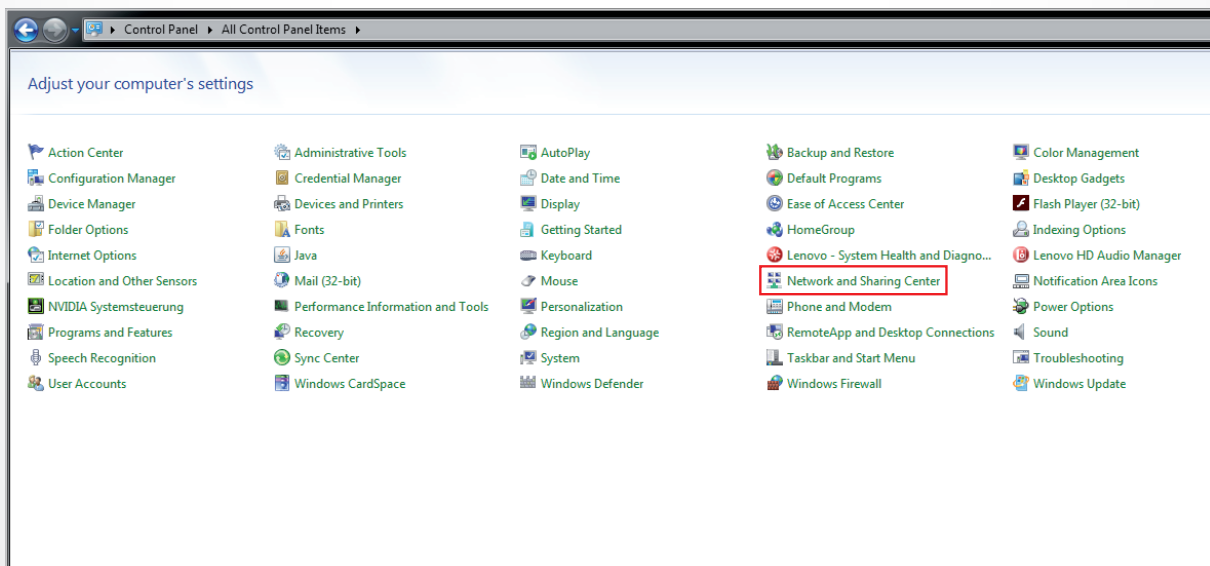 Control Panel All Control Panel Items
Adjust your computer's settings
Action Center Administrative Tools AutoPlay Backup and Restore Color Management
Configuration Manager Credential Manager Date and Time Default Programs Desktop Gadgets
Device Manager Devices and Printers Display Ease of Access Center Flash Player (32-bit)
Folder Options Fonts Getting Started HomeGroup Indexing Options
Internet Options Java Keyboard Lenovo - System Health and Diagno... Lenovo HD Audio Manager
Location and Other Sensors Mail (32-bit) Mouse Network and Sharing Center Notification Area Icons
NVIDIA Systemsteuerung Performance Information and Tools Personalization Phone and Modem Power Options
Programs and Features Recovery Region and Language RemoteApp and Desktop Connections Sound
Speech Recognition Sync Center System Taskbar and Start Menu Troubleshooting
User Accounts Windows CardSpace Windows Defender Windows Firewall Windows Update